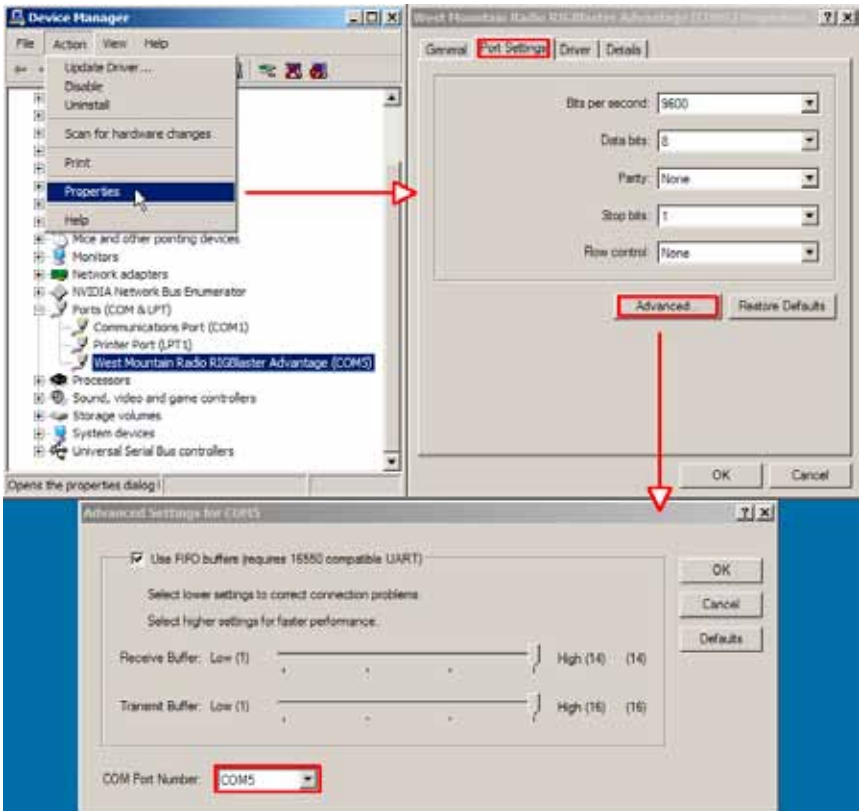 Device Manager
File Action View Help
Update Driver...
Disable
Uninstall
Scan for hardware changes
Print
Properties
Help
Mice and other pointing devices
Monitors
Network adapters
NVIDIA Network Bus Enumerator
Ports (COM & LPT)
Communications Port (COM1)
Printer Port (LPT1)
West Mountain Radio RIGBlaster Advantage (COM5)
Processors
Sound, video and game controllers
Storage volumes
System devices
Universal Serial Bus controllers
Opens the properties dialog
West Mountain Radio RIGBlaster Advantage (COM5)
General Port Settings Driver Details
Bits per second: 9600
Data bits: 8
Parity: None
Stop bits: 1
Flow control: None
Advanced... Restore Defaults
OK Cancel
Advanced Settings for COM5
Use FIFO buffers (requires 16550 compatible UART)
Select lower settings to correct connection problems.
Select higher settings for faster performance.
Receive Buffer: Low (1) High (14) (14)
Transmit Buffer: Low (1) High (16) (16)
COM Port Number: COM5
OK
Cancel
Defaults